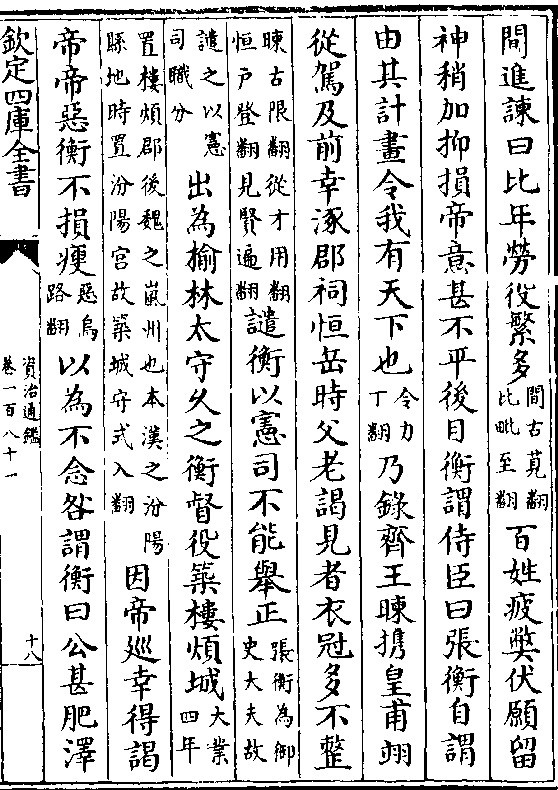 間進諫曰比年勞役繁多間古莧翻比毗至翻百姓疲獘伏願留
神稍加抑損帝意甚不平後目衡謂侍臣曰張衡自謂
由其計畫令我有天下也令力丁翻乃錄齊王暕攜皇甫詡
從駕及前幸涿郡祠恒岳時父老謁見者衣冠多不整
暕古限翻從才用翻恒戶登翻見賢遍翻譴衡以憲司不能舉正張衡為御史大夫故
譴之以憲司職分出為榆林太守久之衡督役築樓煩城大業四年
置樓煩郡後魏之嵐州也本漢之汾陽縣地時置汾陽宫故築城守式入翻因帝巡幸得謁
帝帝惡衡不損瘦惡烏路翻以為不念咎謂衡曰公甚肥澤
欽定四庫全書
資治通鑑
卷一百八十一
十八